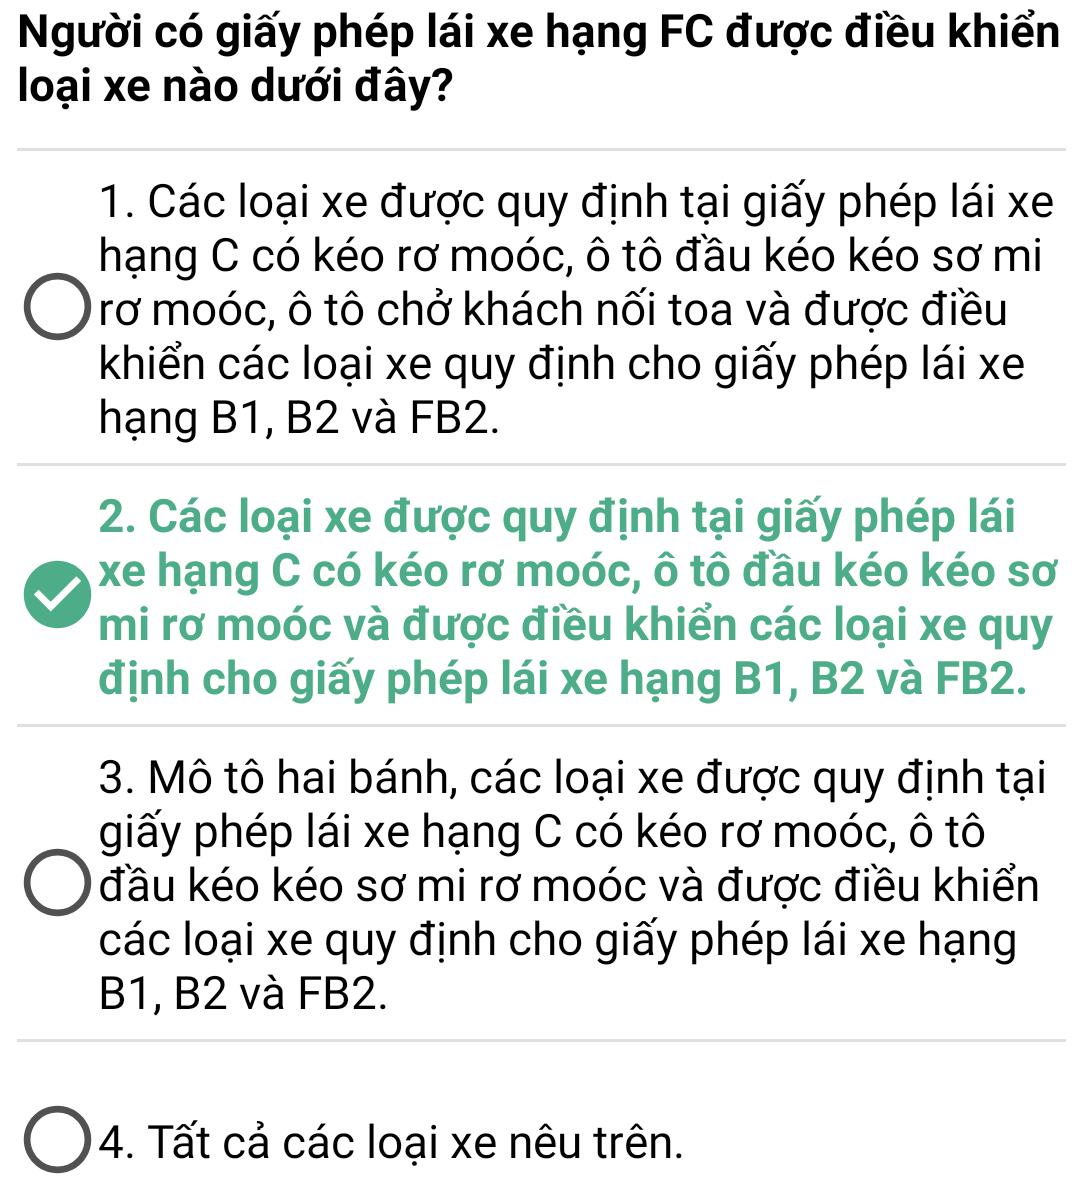 Người có giấy phép lái xe hạng FC được điều khiển
loại xe nào dưới đây?
1. Các loại xe được quy định tại giấy phép lái xe
hạng C có kéo rơ moóc, ô tô đầu kéo kéo sơ mi
rơ moóc, ô tô chở khách nối toa và được điều
khiển các loại xe quy định cho giấy phép lái xe
hạng B1, B2 và FB2.
2. Các loại xe được quy định tại giấy phép lái
xe hạng C có kéo rơ moóc, ô tô đầu kéo kéo sơ
mi rơ moóc và được điều khiển các loại xe quy
định cho giấy phép lái xe hạng B1, B2 và FB2.
3. Mô tô hai bánh, các loại xe được quy định tại
giấy phép lái xe hạng C có kéo rơ moóc, ô tô
đầu kéo kéo sơ mi rơ moóc và được điều khiển
các loại xe quy định cho giấy phép lái xe hạng
B1, B2 và FB2.
4. Tất cả các loại xe nêu trên.